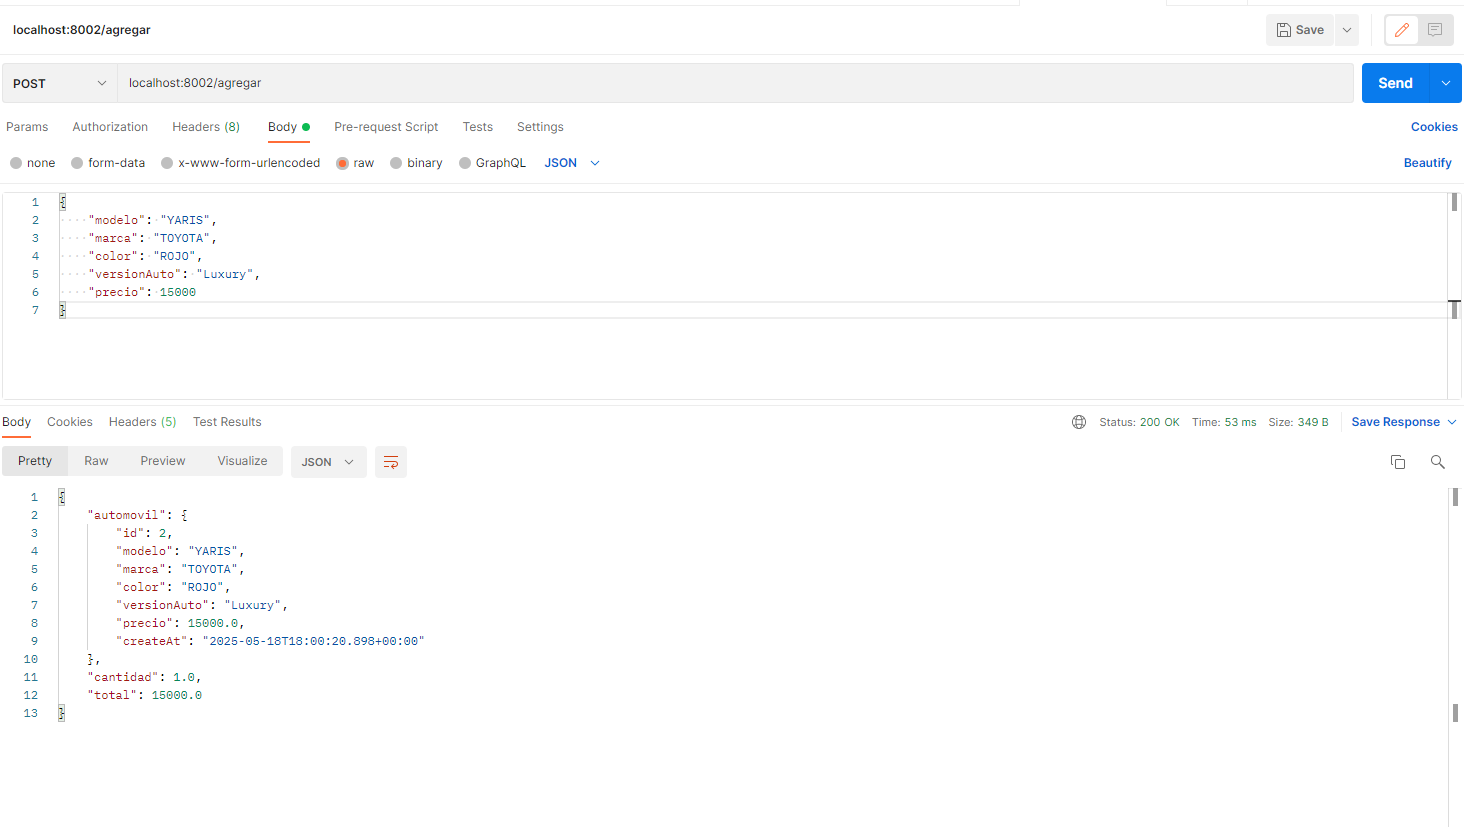 localhost:8002/agregar
Save
POST localhost:8002/agregar Send
Params Authorization Headers (8) Body Pre-request Script Tests Settings Cookies
none form-data x-www-form-urlencoded raw binary GraphQL JSON Beautify
1 {
2 "modelo": "YARIS",
3 "marca": "TOYOTA",
4 "color": "ROJO",
5 "versionAuto": "Luxury",
6 "precio": 15000
7 }
Body Cookies Headers (5) Test Results Status: 200 OK Time: 53 ms Size: 349 B Save Response
Pretty Raw Preview Visualize JSON
1 {
2 "automovil": {
3 "id": 2,
4 "modelo": "YARIS",
5 "marca": "TOYOTA",
6 "color": "ROJO",
7 "versionAuto": "Luxury",
8 "precio": 15000.0,
9 "createAt": "2025-05-18T18:00:20.898+00:00"
10 },
11 "cantidad": 1.0,
12 "total": 15000.0
13 }